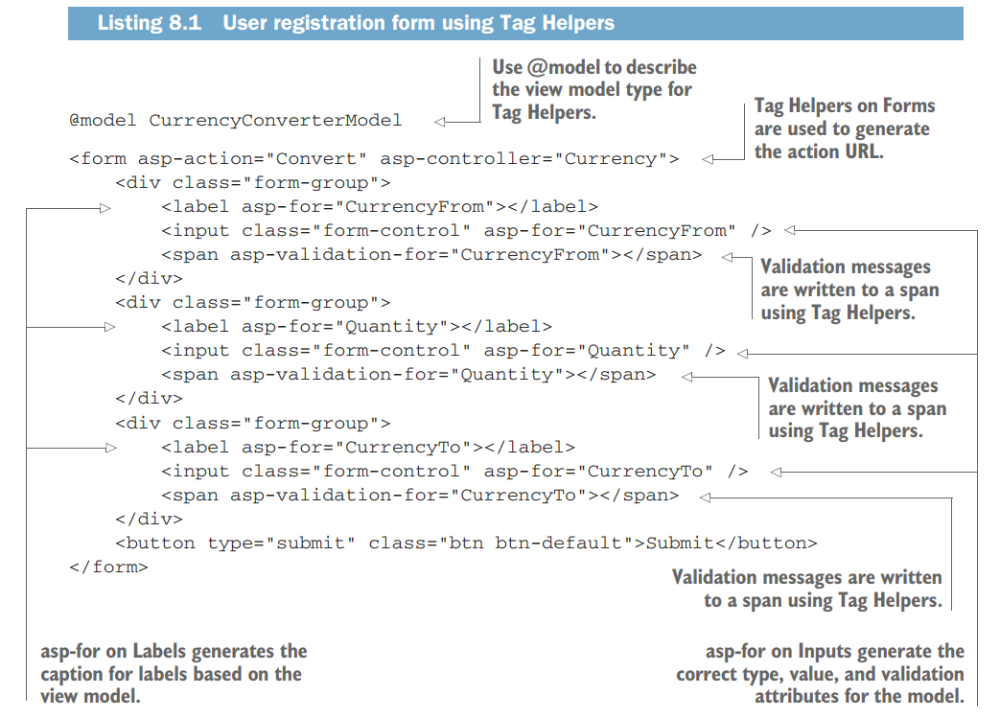 Listing 8.1 User registration form using Tag Helpers
Use @model to describe
the view model type for
Tag Helpers.
@model CurrencyConverterModel
Tag Helpers on Forms
are used to generate
the action URL.
<form asp-action="Convert" asp-controller="Currency">
<div class="form-group">
<label asp-for="CurrencyFrom"></label>
<input class="form-control" asp-for="CurrencyFrom" />
<span asp-validation-for="CurrencyFrom"></span>
Validation messages
are written to a span
using Tag Helpers.
</div>
<div class="form-group">
<label asp-for="Quantity"></label>
<input class="form-control" asp-for="Quantity" />
<span asp-validation-for="Quantity"></span>
Validation messages
are written to a span
using Tag Helpers.
</div>
<div class="form-group">
<label asp-for="CurrencyTo"></label>
<input class="form-control" asp-for="CurrencyTo" />
<span asp-validation-for="CurrencyTo"></span>
</div>
<button type="submit" class="btn btn-default">Submit</button>
</form>
Validation messages are written
to a span using Tag Helpers.
asp-for on Labels generates the
caption for labels based on the
view model.
asp-for on Inputs generate the
correct type, value, and validation
attributes for the model.